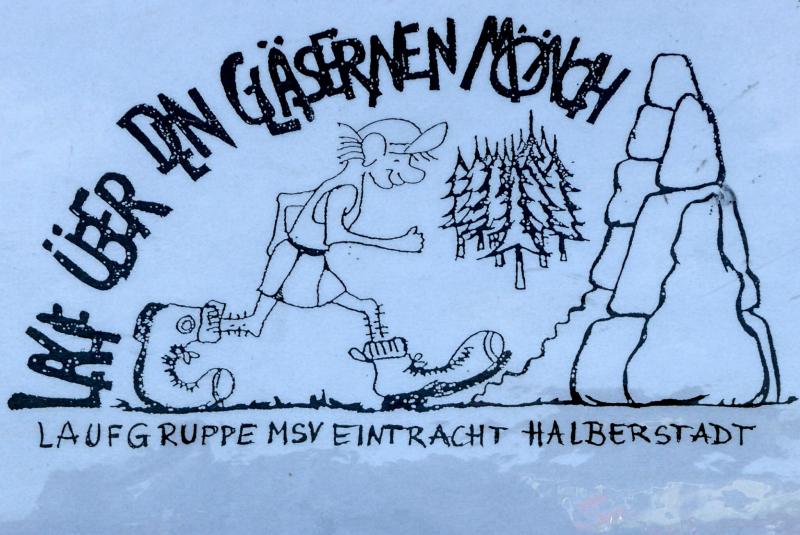 LAUF ÜBER DEN GLÄSERNEN MÖNCH
LAUFGRUPPE MSV EINTRACHT HALBERSTADT